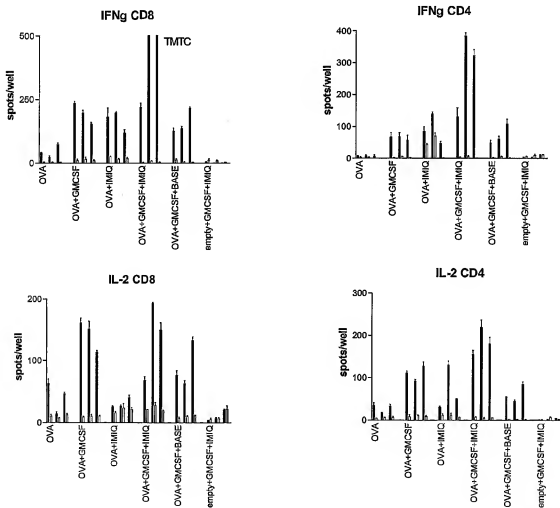 IFNg CD8
spots/well
500
250
0
TMTC
OVA
OVA+GMCSF
OVA+IMIQ
OVA+GMCSF+IMIQ
OVA+GMCSF+BASE
empty+GMCSF+IMIQ
IFNg CD4
spots/well
400
300
200
100
0
OVA
OVA+GMCSF
OVA+IMIQ
OVA+GMCSF+IMIQ
OVA+GMCSF+BASE
empty+GMCSF+IMIQ
IL-2 CD8
spots/well
200
100
0
OVA
OVA+GMCSF
OVA+IMIQ
OVA+GMCSF+IMIQ
OVA+GMCSF+BASE
empty+GMCSF+IMIQ
IL-2 CD4
spots/well
300
200
100
0
OVA
OVA+GMCSF
OVA+IMIQ
OVA+GMCSF+IMIQ
OVA+GMCSF+BASE
empty+GMCSF+IMIQ